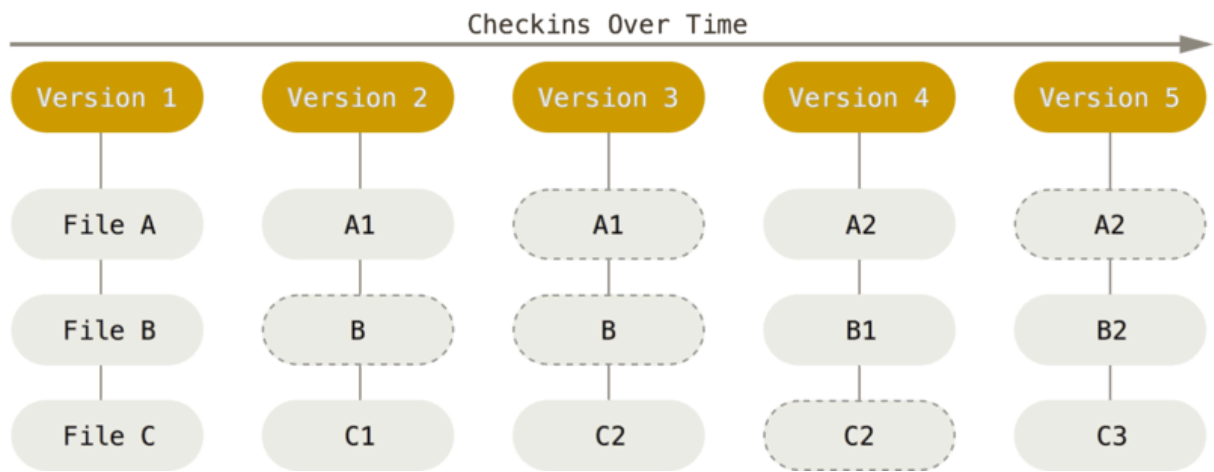 Checkins Over Time
Version 1 Version 2 Version 3 Version 4 Version 5
File A A1 A1 A2 A2
File B B B B1 B2
File C C1 C2 C2 C3